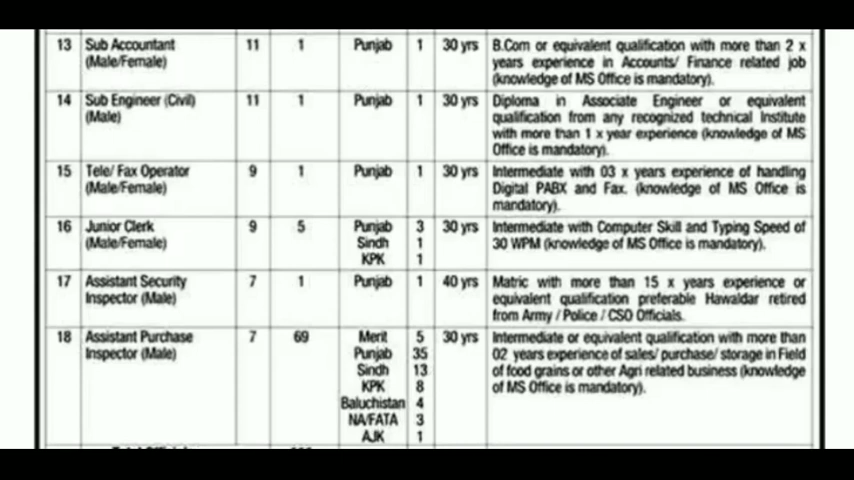 13 Sub Accountant 11 1 Punjab 1 30 yrs B.Com or equivalent qualification with more than 2 x
(Male/Female) years experience in Accounts/ Finance related job
(knowledge of MS Office is mandatory).
14 Sub Engineer (Civil) 11 1 Punjab 1 30 yrs Diploma in Associate Engineer or equivalent
(Male) qualification from any recognized technical Institute
with more than 1 x year experience (knowledge of MS
Office is mandatory).
15 Tele/ Fax Operator 9 1 Punjab 1 30 yrs Intermediate with 03 x years experience of handling
(Male/Female) Digital PABX and Fax. (knowledge of MS Office is
mandatory).
16 Junior Clerk 9 5 Punjab 3 30 yrs Intermediate with Computer Skill and Typing Speed of
(Male/Female) Sindh 1 30 WPM (knowledge of MS Office is mandatory).
KPK 1
17 Assistant Security 7 1 Punjab 1 40 yrs Matric with more than 15 x years experience or
Inspector (Male) equivalent qualification preferable Hawaldar retired
from Army / Police / CSO Officials.
18 Assistant Purchase 7 69 Merit 5 30 yrs Intermediate or equivalent qualification with more than
Inspector (Male) Punjab 35 02 years experience of sales/ purchase/ storage in Field
Sindh 13 of food grains or other Agri related business (knowledge
KPK 8 of MS Office is mandatory).
Baluchistan 4
NA/FATA 3
AJK 1